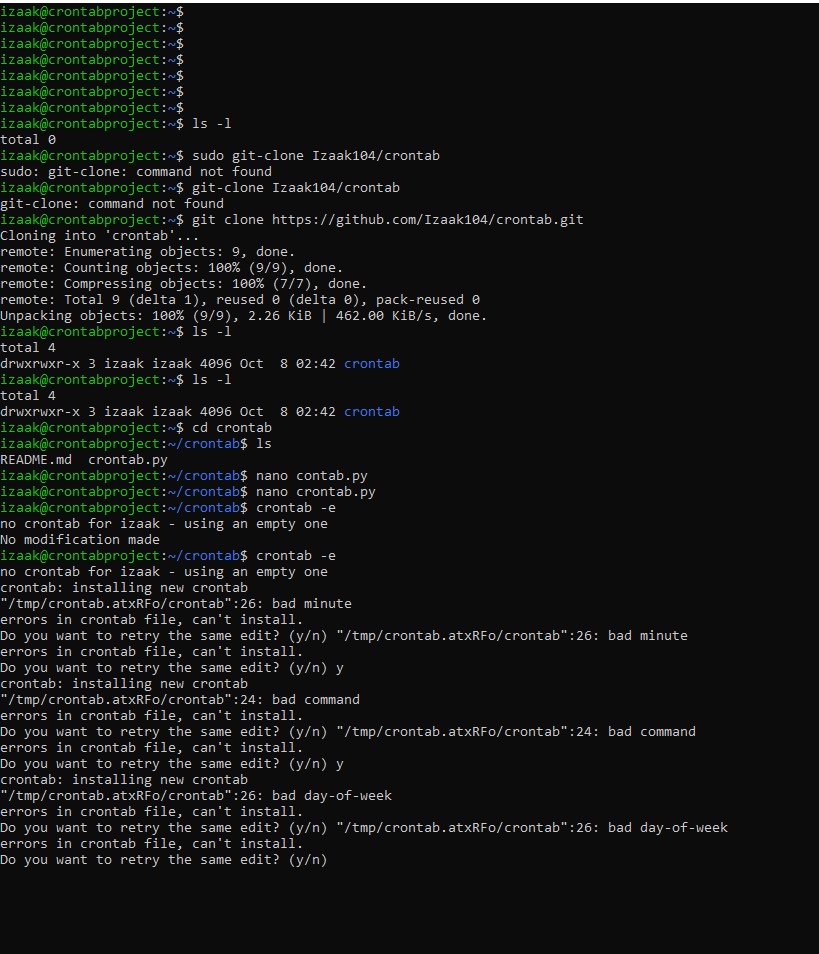 izaak@crontabproject:~$
izaak@crontabproject:~$
izaak@crontabproject:~$
izaak@crontabproject:~$
izaak@crontabproject:~$
izaak@crontabproject:~$
izaak@crontabproject:~$
izaak@crontabproject:~$ ls -l
total 0
izaak@crontabproject:~$ sudo git-clone Izaak104/crontab
sudo: git-clone: command not found
izaak@crontabproject:~$ git-clone Izaak104/crontab
git-clone: command not found
izaak@crontabproject:~$ git clone https://github.com/Izaak104/crontab.git
Cloning into 'crontab'...
remote: Enumerating objects: 9, done.
remote: Counting objects: 100% (9/9), done.
remote: Compressing objects: 100% (7/7), done.
remote: Total 9 (delta 1), reused 0 (delta 0), pack-reused 0
Unpacking objects: 100% (9/9), 2.26 KiB | 462.00 KiB/s, done.
izaak@crontabproject:~$ ls -l
total 4
drwxrwxr-x 3 izaak izaak 4096 Oct  8 02:42 crontab
izaak@crontabproject:~$ ls -l
total 4
drwxrwxr-x 3 izaak izaak 4096 Oct  8 02:42 crontab
izaak@crontabproject:~$ cd crontab
izaak@crontabproject:~/crontab$ ls
README.md  crontab.py
izaak@crontabproject:~/crontab$ nano contab.py
izaak@crontabproject:~/crontab$ nano crontab.py
izaak@crontabproject:~/crontab$ crontab -e
no crontab for izaak - using an empty one
No modification made
izaak@crontabproject:~/crontab$ crontab -e
no crontab for izaak - using an empty one
crontab: installing new crontab
"/tmp/crontab.atxRFo/crontab":26: bad minute
errors in crontab file, can't install.
Do you want to retry the same edit? (y/n) "/tmp/crontab.atxRFo/crontab":26: bad minute
errors in crontab file, can't install.
Do you want to retry the same edit? (y/n) y
crontab: installing new crontab
"/tmp/crontab.atxRFo/crontab":24: bad command
errors in crontab file, can't install.
Do you want to retry the same edit? (y/n) "/tmp/crontab.atxRFo/crontab":24: bad command
errors in crontab file, can't install.
Do you want to retry the same edit? (y/n) y
crontab: installing new crontab
"/tmp/crontab.atxRFo/crontab":26: bad day-of-week
errors in crontab file, can't install.
Do you want to retry the same edit? (y/n) "/tmp/crontab.atxRFo/crontab":26: bad day-of-week
errors in crontab file, can't install.
Do you want to retry the same edit? (y/n)